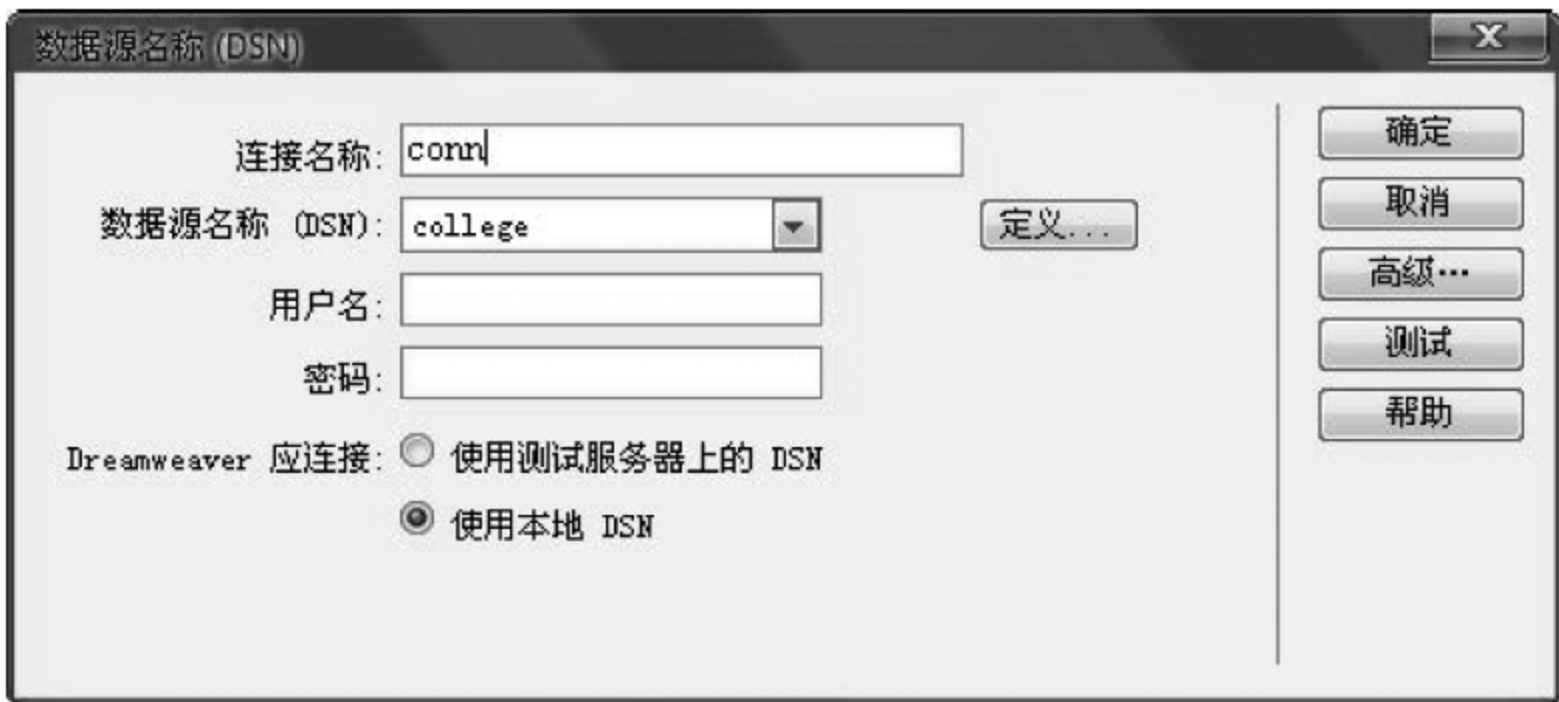 数据源名称 (DSN)
连接名称: conn
数据源名称 (DSN): college
定义...
用户名:
密码:
Dreamweaver 应连接: 使用测试服务器上的 DSN
使用本地 DSN
确定
取消
高级…
测试
帮助